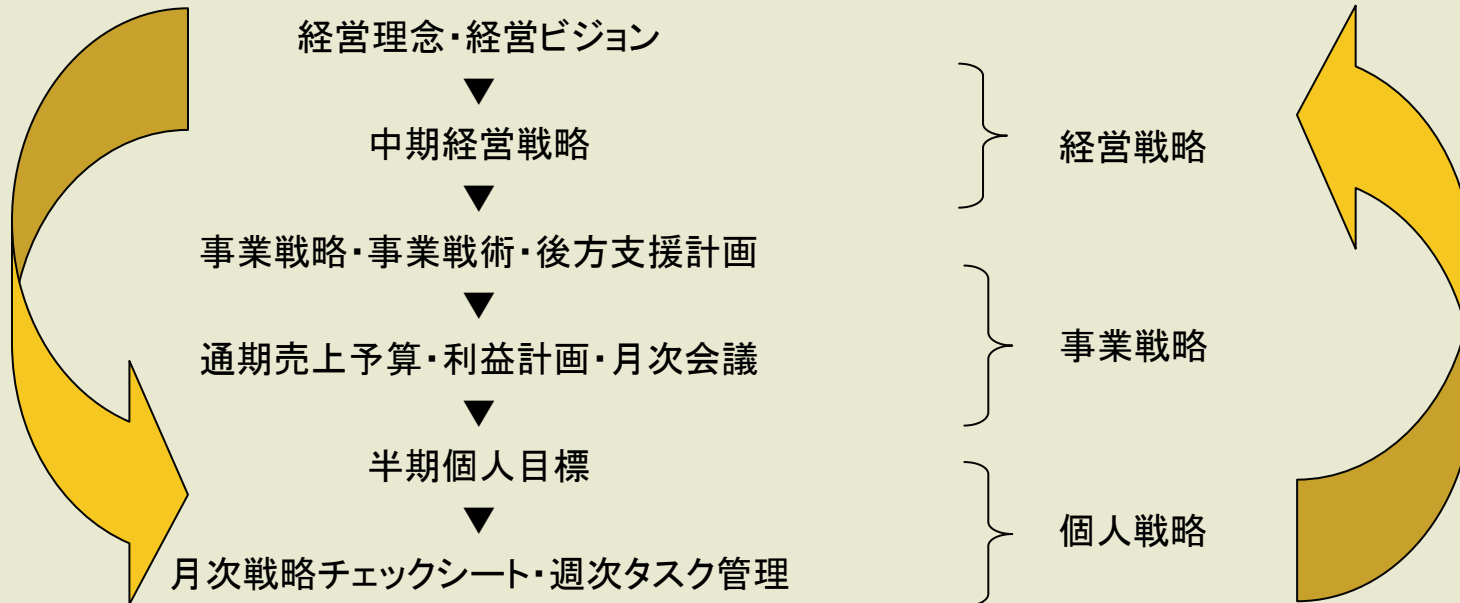 経営理念・経営ビジョン
▼
中期経営戦略
▼
経営戦略
事業戦略・事業戦術・後方支援計画
▼
通期売上予算・利益計画・月次会議
事業戦略
▼
半期個人目標
▼
個人戦略
月次戦略チェックシート・週次タスク管理